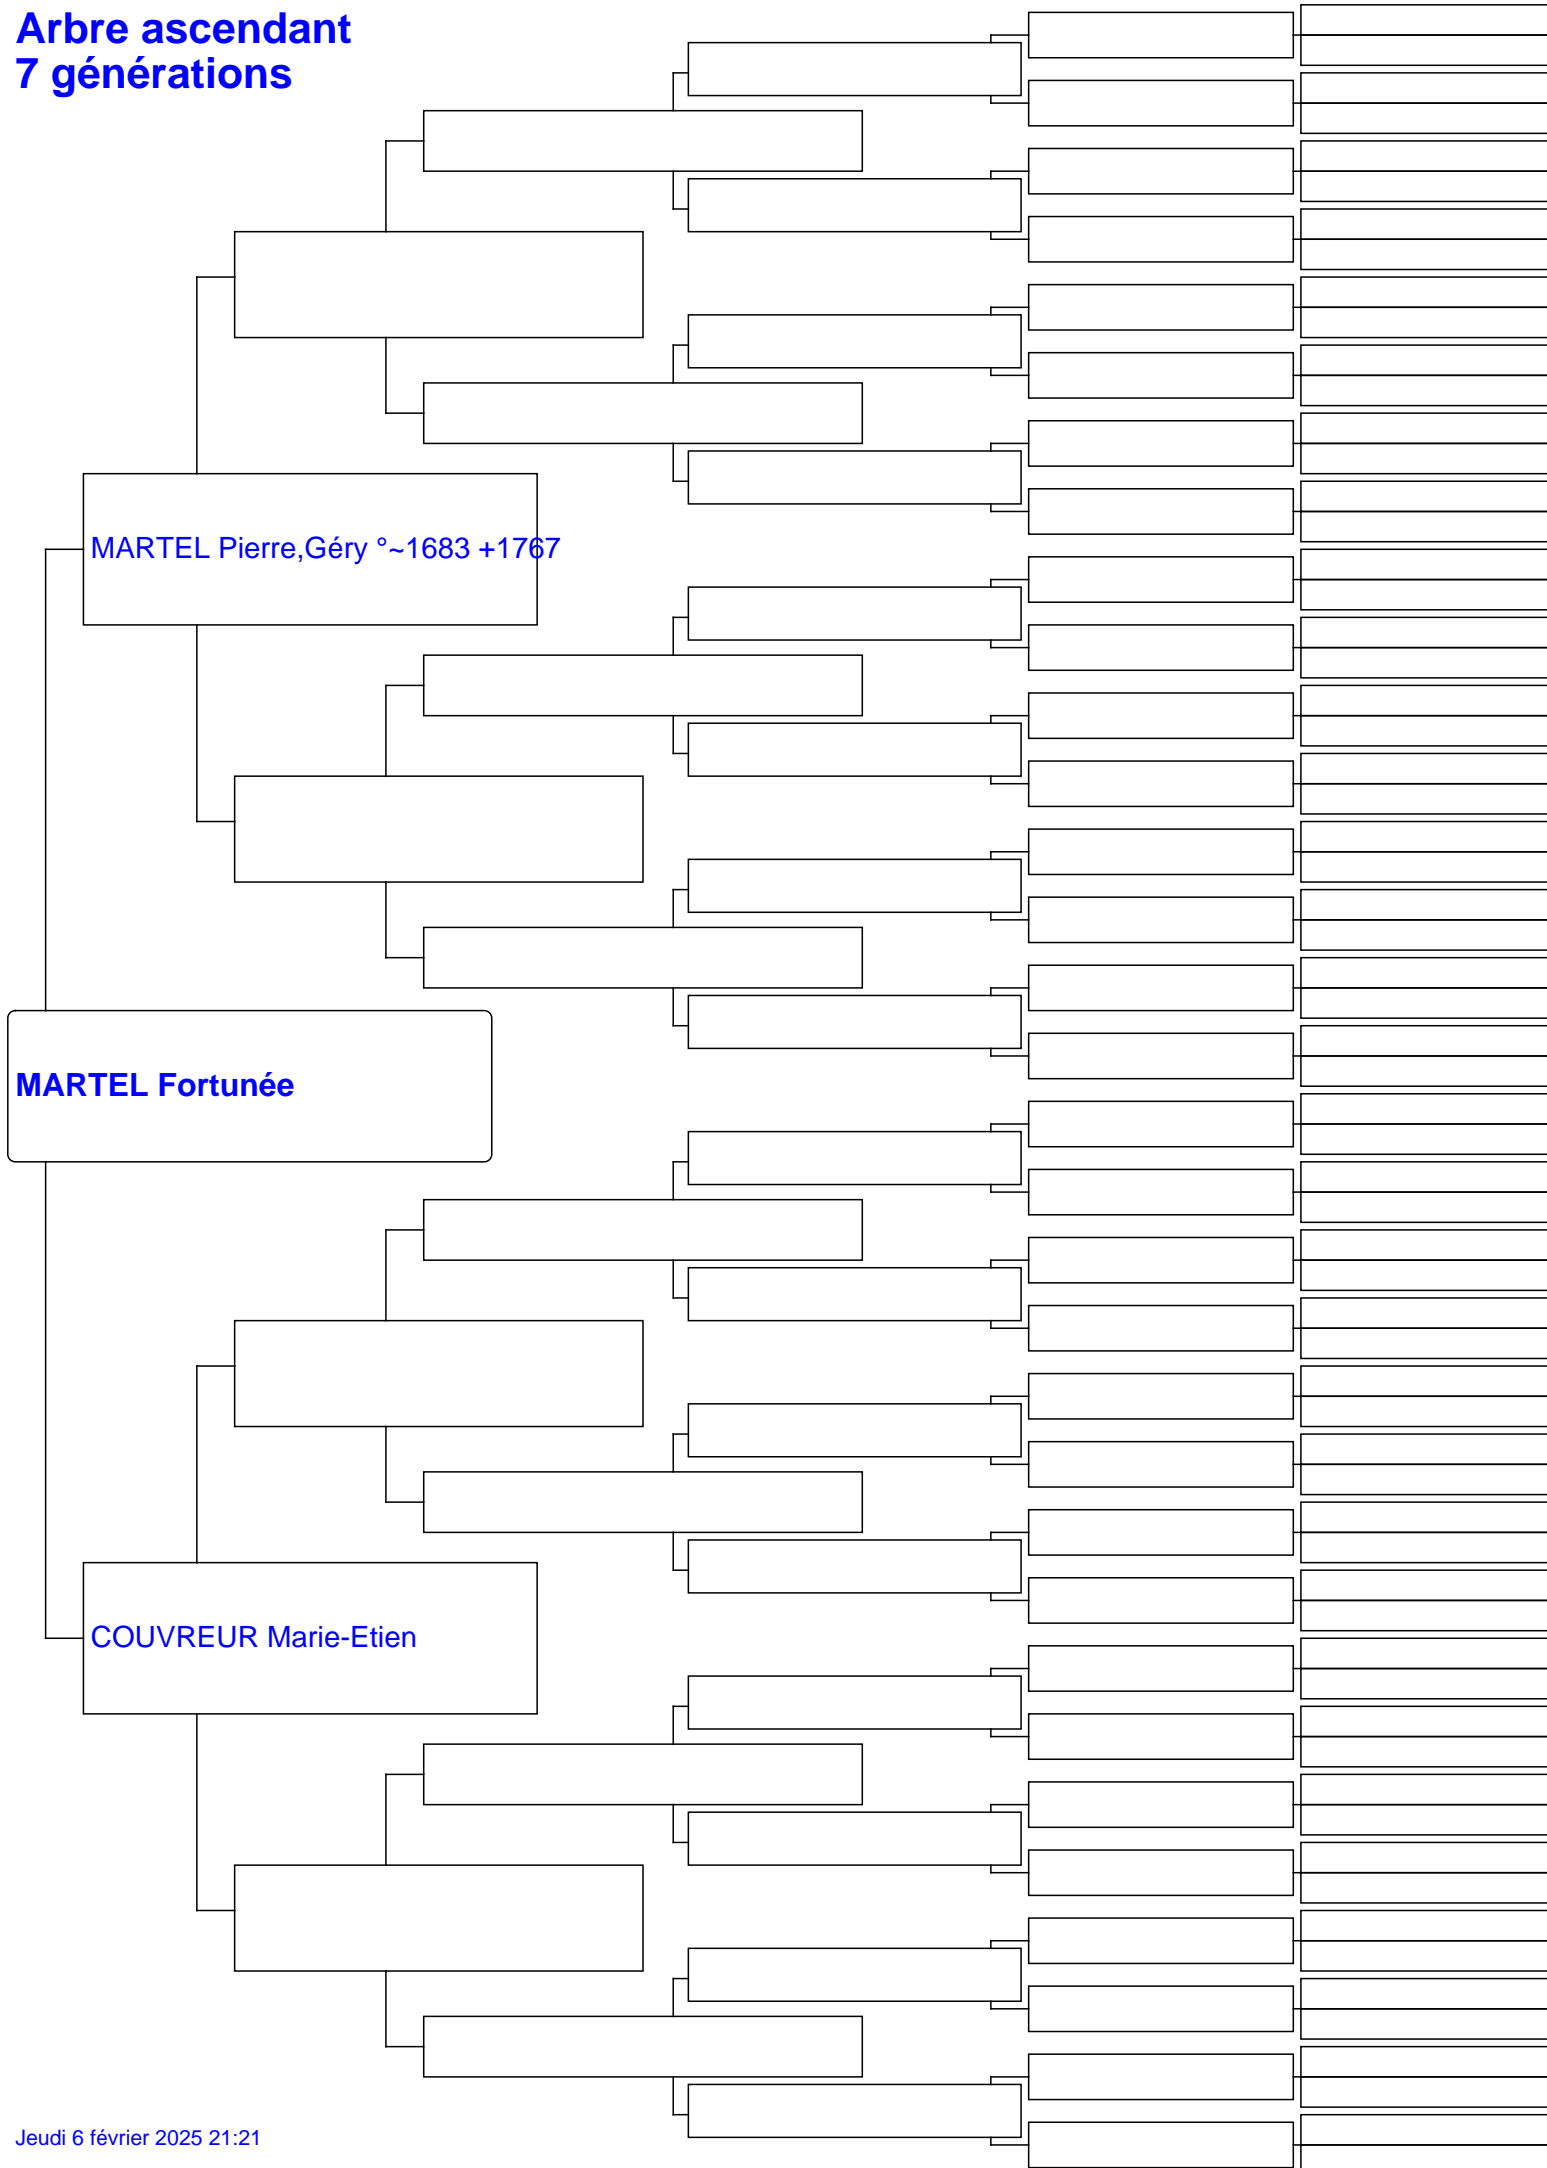 Arbre ascendant
7 générations
MARTEL Pierre,Géry °~1683 +1767
MARTEL Fortunée
COUVREUR Marie-Etien
Jeudi 6 février 2025 21:21